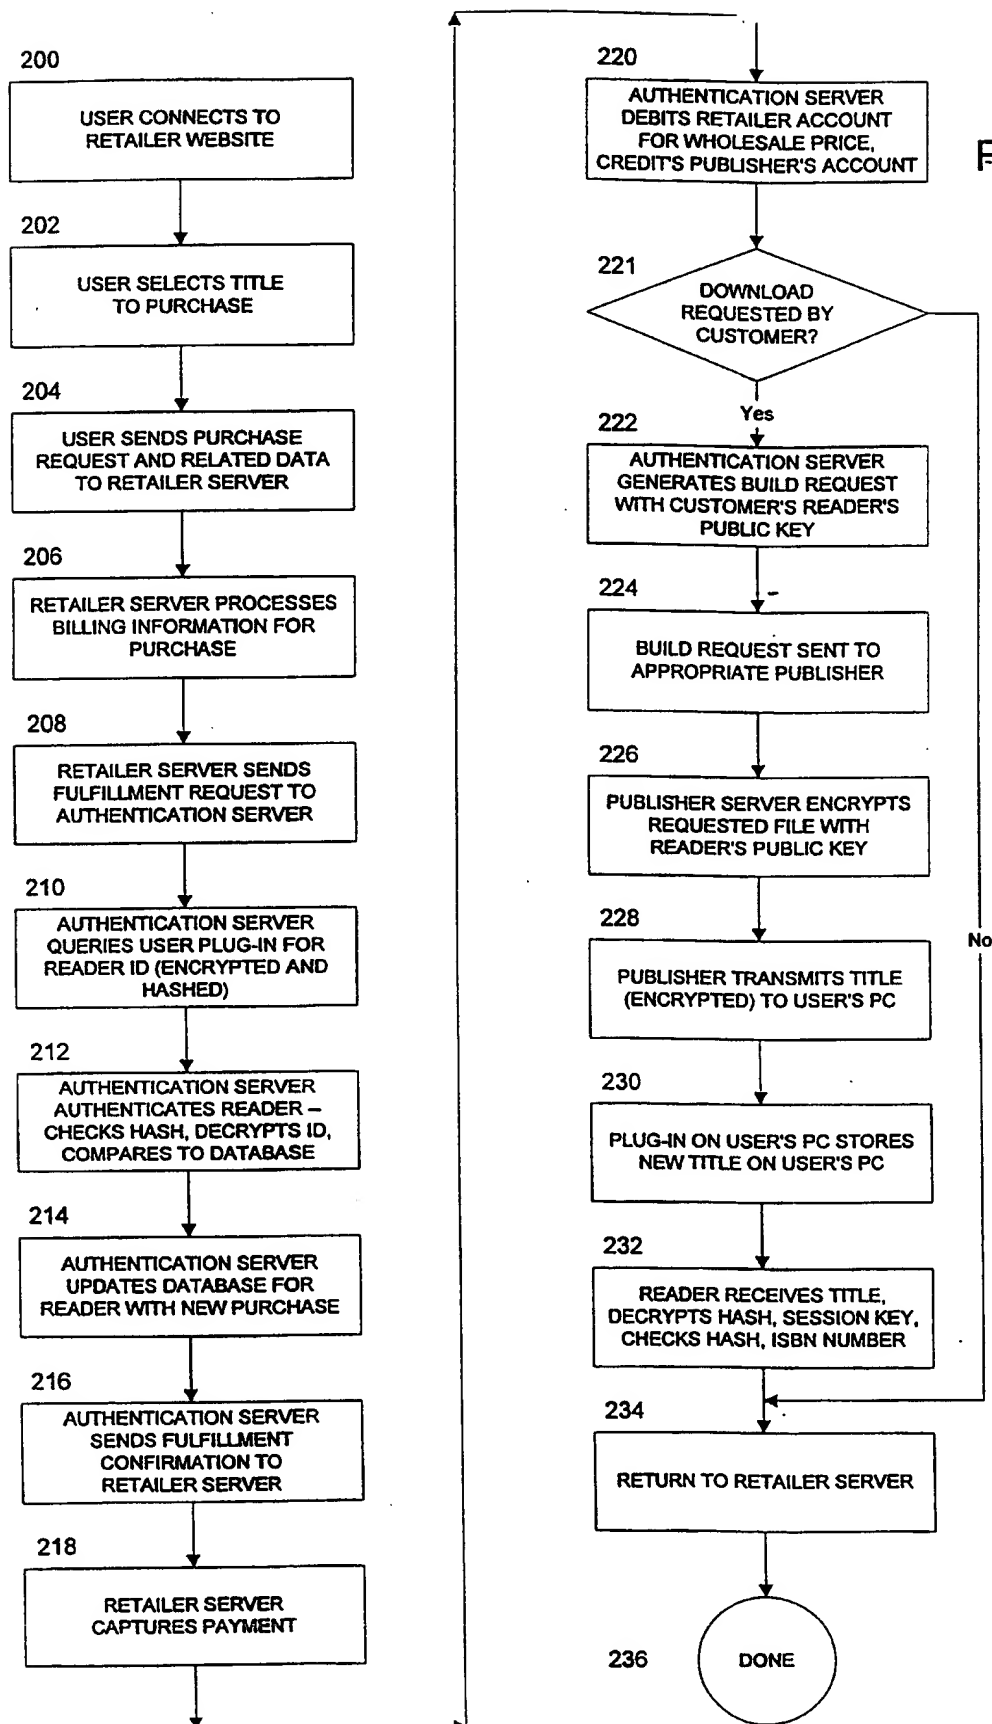 200
USER CONNECTS TO
RETAILER WEBSITE
202
USER SELECTS TITLE
TO PURCHASE
204
USER SENDS PURCHASE
REQUEST AND RELATED DATA
TO RETAILER SERVER
206
RETAILER SERVER PROCESSES
BILLING INFORMATION FOR
PURCHASE
208
RETAILER SERVER SENDS
FULFILLMENT REQUEST TO
AUTHENTICATION SERVER
210
AUTHENTICATION SERVER
QUERIES USER PLUG-IN FOR
READER ID (ENCRYPTED AND
HASHED)
212
AUTHENTICATION SERVER
AUTHENTICATES READER –
CHECKS HASH, DECRYPTS ID,
COMPARES TO DATABASE
214
AUTHENTICATION SERVER
UPDATES DATABASE FOR
READER WITH NEW PURCHASE
216
AUTHENTICATION SERVER
SENDS FULFILLMENT
CONFIRMATION TO
RETAILER SERVER
218
RETAILER SERVER
CAPTURES PAYMENT
220
AUTHENTICATION SERVER
DEBITS RETAILER ACCOUNT
FOR WHOLESALE PRICE,
CREDIT'S PUBLISHER'S ACCOUNT
221
DOWNLOAD
REQUESTED BY
CUSTOMER?
Yes
222
AUTHENTICATION SERVER
GENERATES BUILD REQUEST
WITH CUSTOMER'S READER'S
PUBLIC KEY
224
BUILD REQUEST SENT TO
APPROPRIATE PUBLISHER
226
PUBLISHER SERVER ENCRYPTS
REQUESTED FILE WITH
READER'S PUBLIC KEY
228
No
PUBLISHER TRANSMITS TITLE
(ENCRYPTED) TO USER'S PC
230
PLUG-IN ON USER'S PC STORES
NEW TITLE ON USER'S PC
232
READER RECEIVES TITLE,
DECRYPTS HASH, SESSION KEY,
CHECKS HASH, ISBN NUMBER
234
RETURN TO RETAILER SERVER
236
DONE